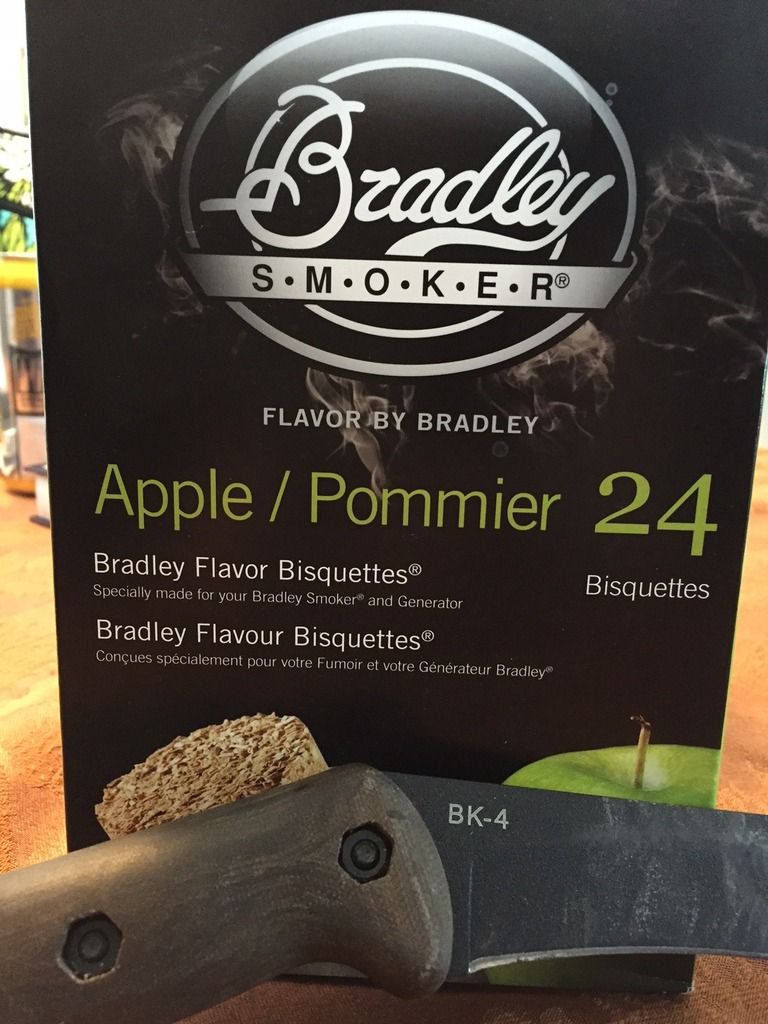 Bradley
S•M•O•K•E•R®
FLAVOR BY BRADLEY
Apple / Pommier 24
Bisquettes
Bradley Flavor Bisquettes®
Specially made for your Bradley Smoker® and Generator
Bradley Flavour Bisquettes®
Conçues spécialement pour votre Fumoir et votre Générateur Bradley®
BK-4